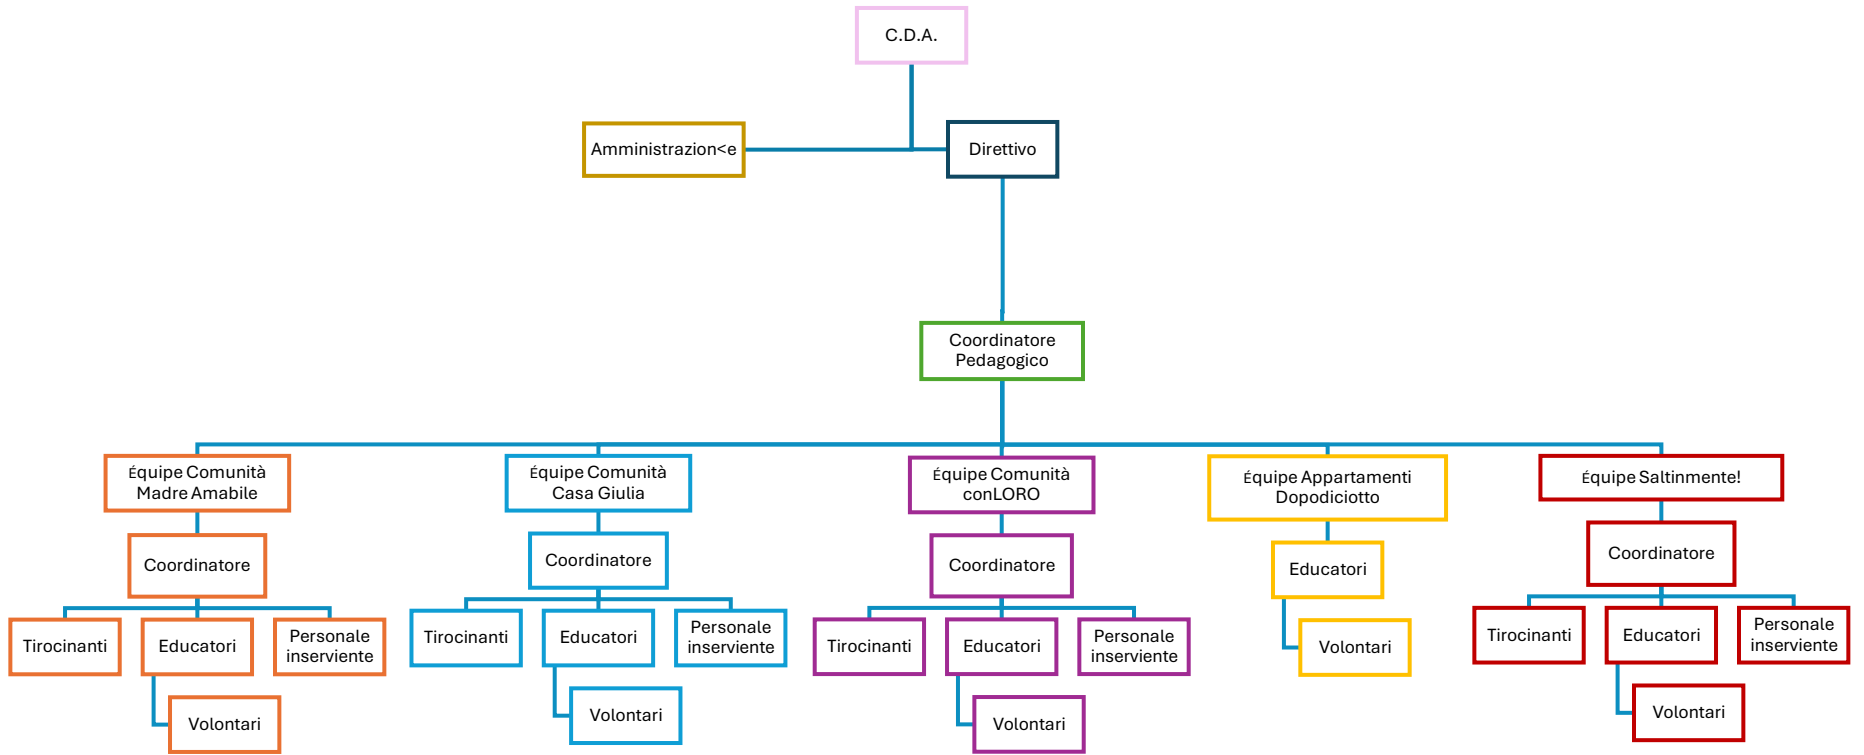 C.D.A.
Amministrazion<e
Direttivo
Coordinatore
Pedagogico
Équipe Comunità
Madre Amabile
Équipe Comunità
Casa Giulia
Équipe Comunità
conLORO
Équipe Appartamenti
Dopodiciotto
Équipe Saltinmente!
Coordinatore
Coordinatore
Coordinatore
Educatori
Coordinatore
Tirocinanti
Educatori
Personale
inserviente
Tirocinanti
Educatori
Personale
inserviente
Tirocinanti
Educatori
Personale
inserviente
Volontari
Tirocinanti
Educatori
Personale
inserviente
Volontari
Volontari
Volontari
Volontari